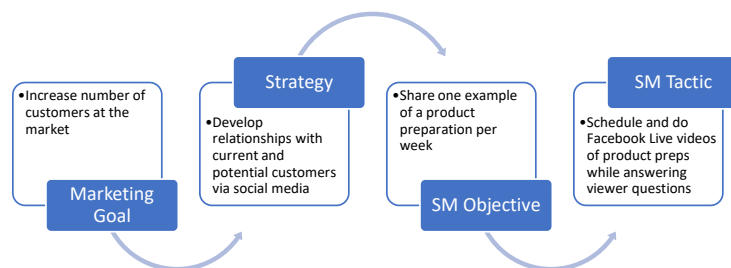 •Increase number of
customers at the
market
Marketing
Goal
Strategy
•Develop
relationships with
current and
potential customers
via social media
•Share one example
of a product
preparation per
week
SM Objective
SM Tactic
•Schedule and do
Facebook Live videos
of product preps
while answering
viewer questions